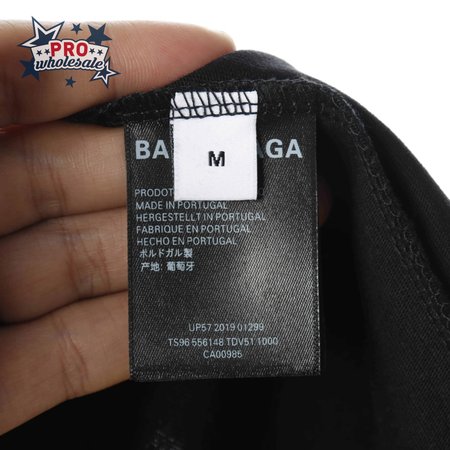 PRO
wholesale
M
BA AGA
PRODOT
MADE IN PORTUGAL
HERGESTELLT IN PORTUGAL
FABRIQUE EN PORTUGAL
HECHO EN PORTUGAL
ポルトガル製
产地: 葡萄牙
UP57 2019 01299
TS96 556148 TDV51 1000
CA00985